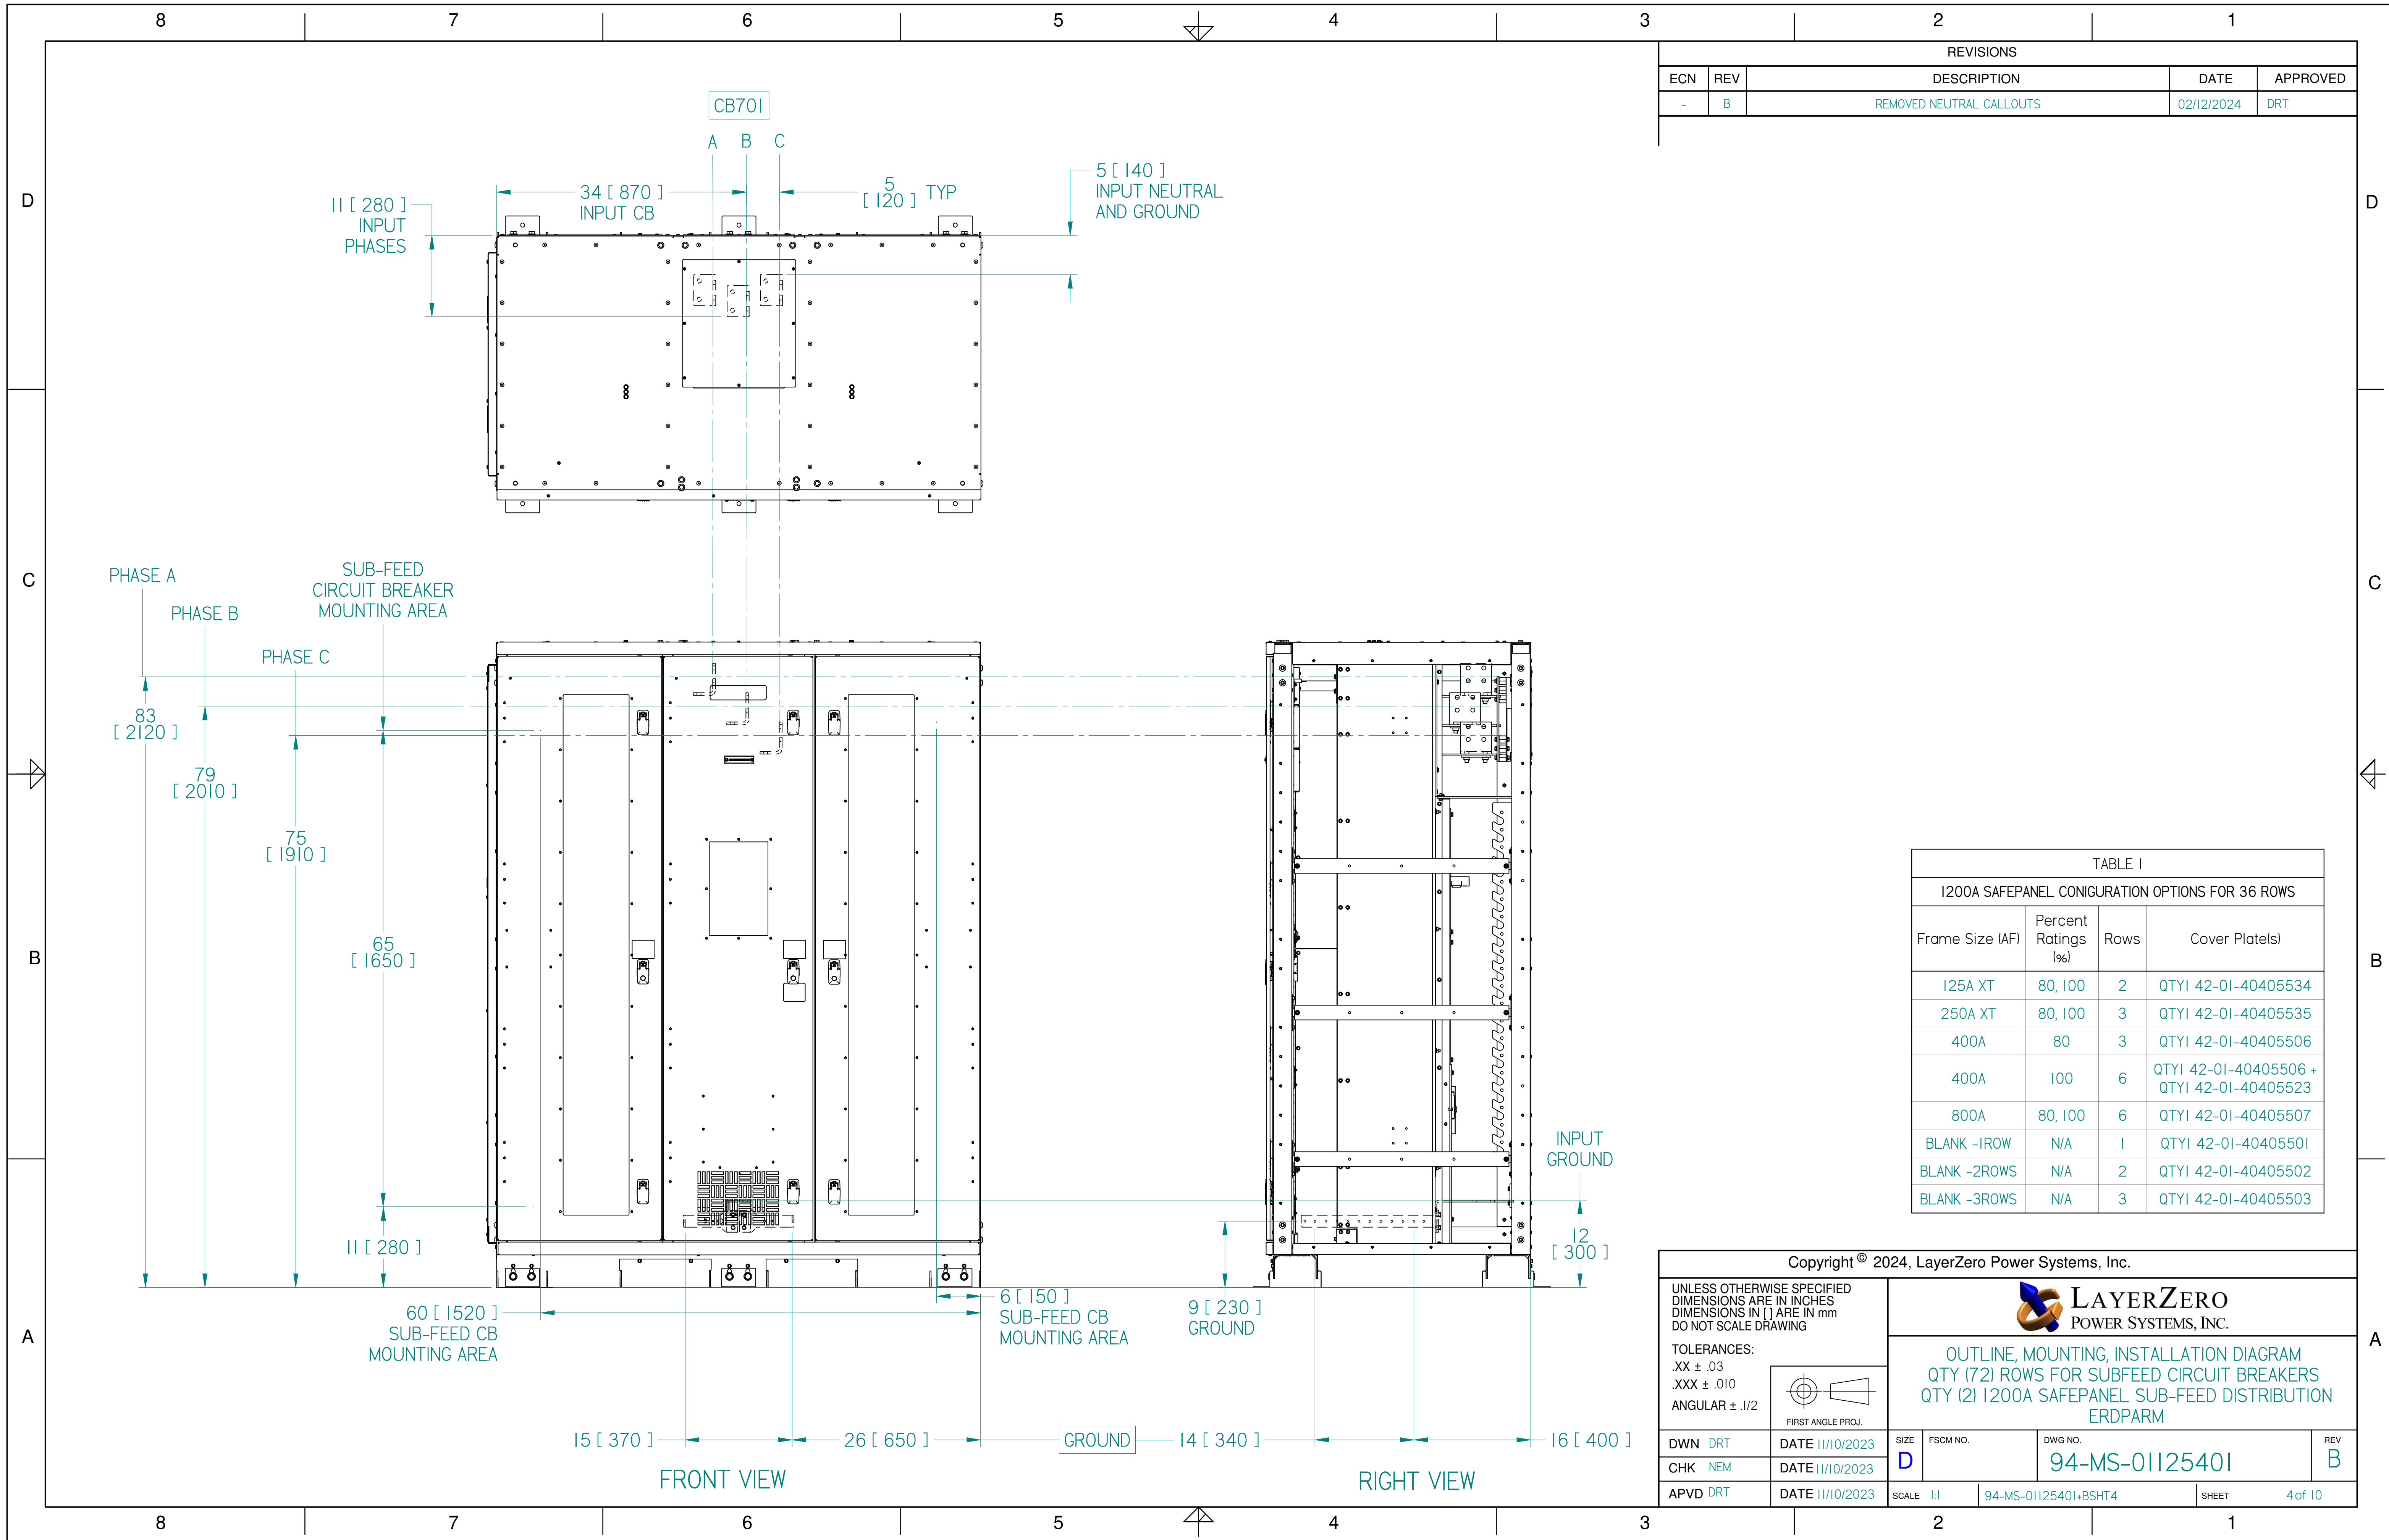 8 7 6 5 4 3 2 1
REVISIONS
ECN REV DESCRIPTION DATE APPROVED
- B REMOVED NEUTRAL CALLOUTS 02/12/2024 DRT
CB701
A B C
34 [ 870 ]
INPUT CB
5
[ 120 ] TYP
5 [ 140 ]
INPUT NEUTRAL
AND GROUND
11 [ 280 ]
INPUT
PHASES
D D
C C
PHASE A
PHASE B
PHASE C
SUB-FEED
CIRCUIT BREAKER
MOUNTING AREA
83
[ 2120 ]
79
[ 2010 ]
75
[ 1910 ]
65
[ 1650 ]
11 [ 280 ]
B B
TABLE 1
1200A SAFEPANEL CONIGURATION OPTIONS FOR 36 ROWS
Frame Size (AF) Percent Ratings (%) Rows Cover Plate(s)
125A XT 80, 100 2 QTY1 42-01-40405534
250A XT 80, 100 3 QTY1 42-01-40405535
400A 80 3 QTY1 42-01-40405506
400A 100 6 QTY1 42-01-40405506 +
QTY1 42-01-40405523
800A 80, 100 6 QTY1 42-01-40405507
BLANK -1ROW N/A 1 QTY1 42-01-40405501
BLANK -2ROWS N/A 2 QTY1 42-01-40405502
BLANK -3ROWS N/A 3 QTY1 42-01-40405503
INPUT
GROUND
12
[ 300 ]
9 [ 230 ]
GROUND
60 [ 1520 ]
SUB-FEED CB
MOUNTING AREA
6 [ 150 ]
SUB-FEED CB
MOUNTING AREA
15 [ 370 ] 26 [ 650 ] GROUND 14 [ 340 ] 16 [ 400 ]
FRONT VIEW
RIGHT VIEW
A A
Copyright © 2024, LayerZero Power Systems, Inc.
UNLESS OTHERWISE SPECIFIED
DIMENSIONS ARE IN INCHES
DIMENSIONS IN [ ] ARE IN mm
DO NOT SCALE DRAWING
TOLERANCES:
.XX ± .03
.XXX ± .010
ANGULAR ± .1/2
FIRST ANGLE PROJ.
LAYERZERO
POWER SYSTEMS, INC.
OUTLINE, MOUNTING, INSTALLATION DIAGRAM
QTY (72) ROWS FOR SUBFEED CIRCUIT BREAKERS
QTY (2) 1200A SAFEPANEL SUB-FEED DISTRIBUTION
ERDPARM
DWN DRT DATE 11/10/2023
CHK NEM DATE 11/10/2023
APVD DRT DATE 11/10/2023
SIZE D FSCM NO. DWG NO. 94-MS-01125401 REV B
SCALE 1:1 94-MS-01125401+BSHT4 SHEET 4 of 10
8 7 6 5 4 3 2 1